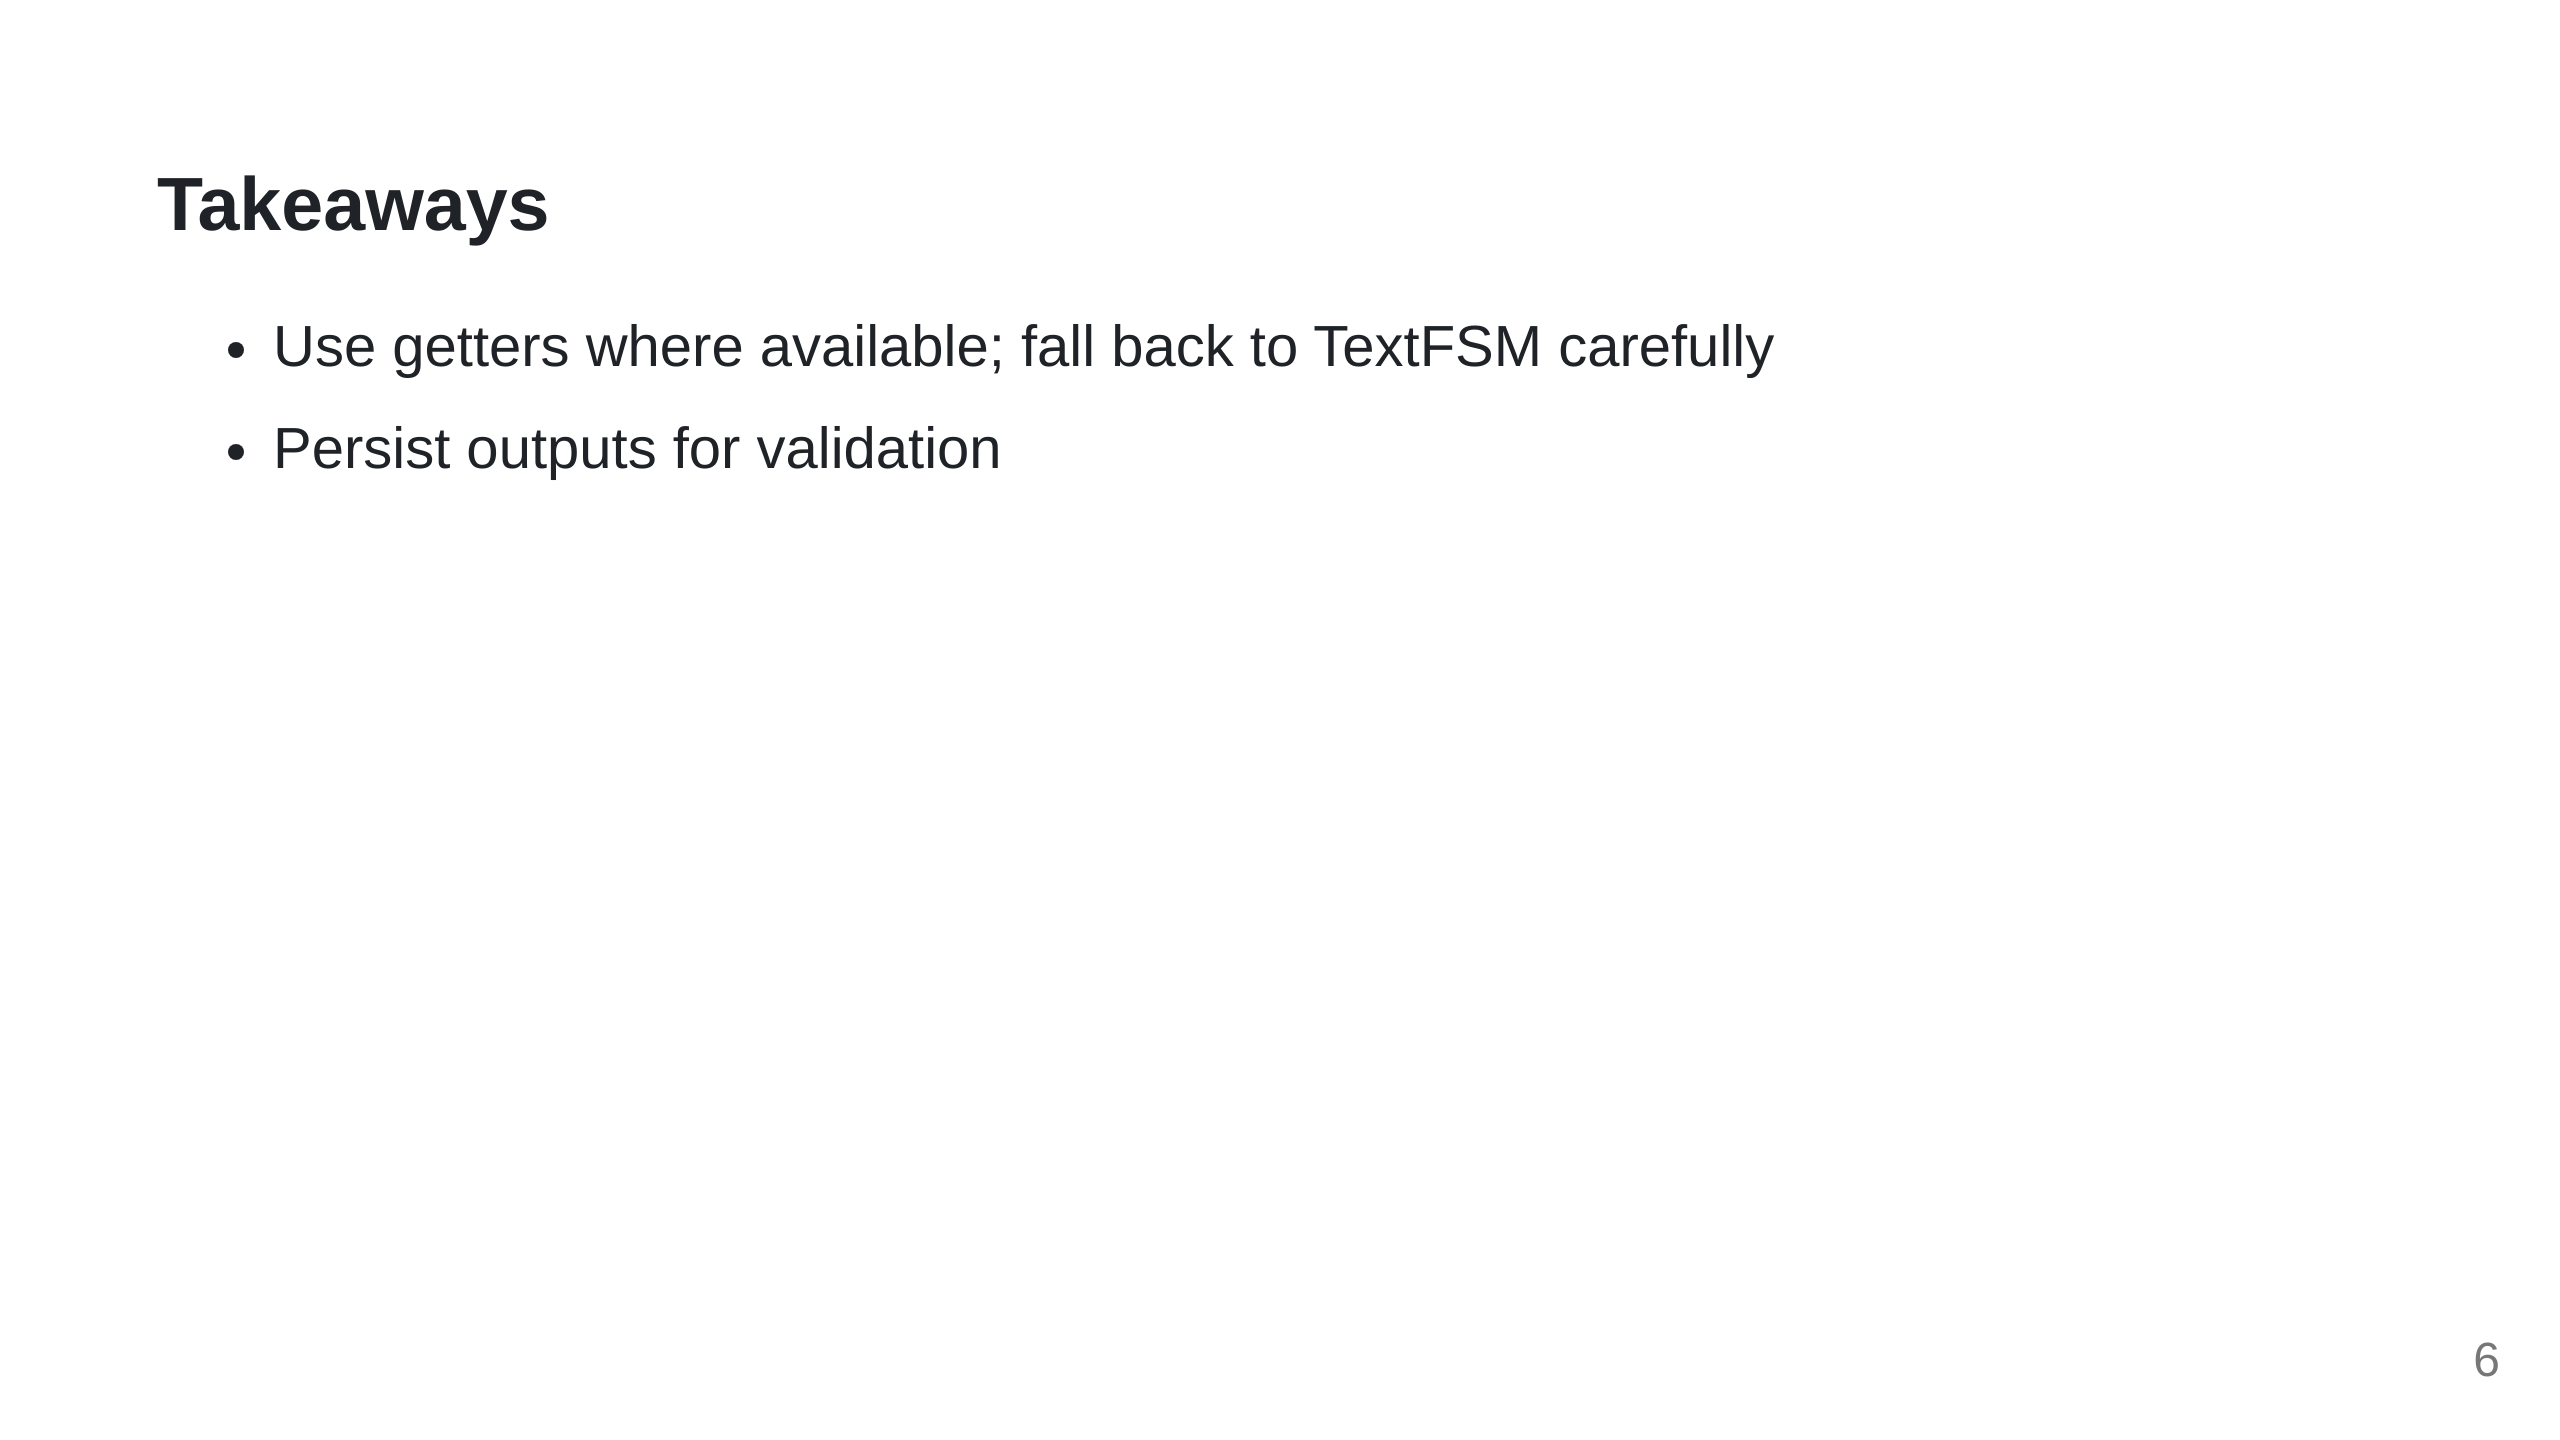 Takeaways
• Use getters where available; fall back to TextFSM carefully
• Persist outputs for validation
6